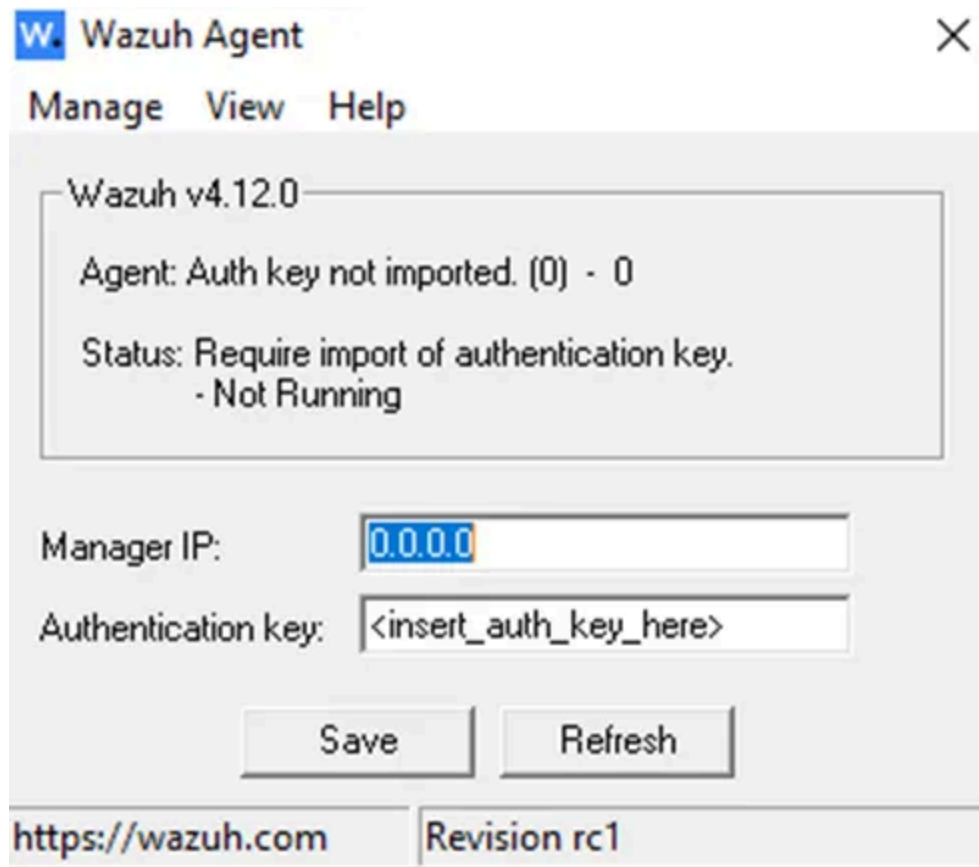 W. Wazuh Agent
Manage View Help
Wazuh v4.12.0
Agent: Auth key not imported. (0) - 0
Status: Require import of authentication key.
- Not Running
Manager IP: 0.0.0.0
Authentication key: <insert_auth_key_here>
Save Refresh
https://wazuh.com Revision rc1